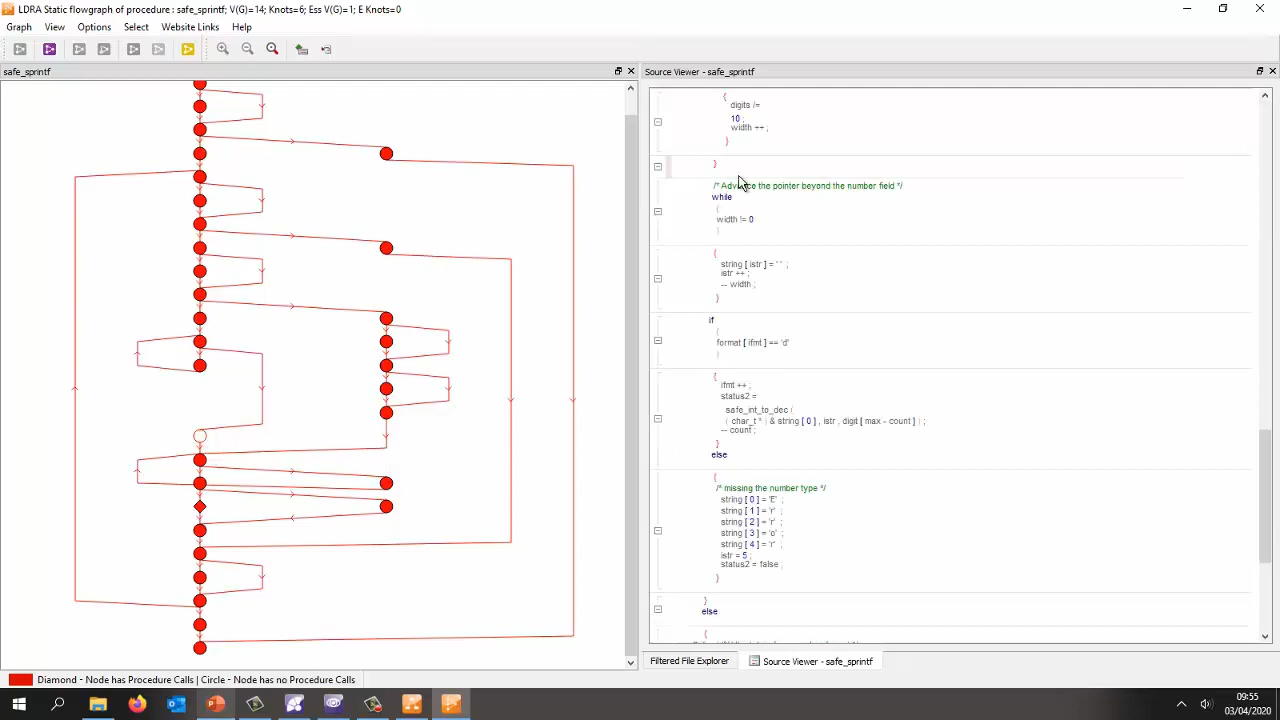 LDRA Static flowgraph of procedure : safe_sprintf; V(G)=14; Knots=6; Ess V(G)=1; E Knots=0
Graph View Options Select Website Links Help
safe_sprintf
Source Viewer - safe_sprintf
{
digits /=
10 ;
width ++ ;
}
}
/* Advance the pointer beyond the number field */
while
(
width != 0
)
{
string [ istr ] = ' ' ;
istr ++ ;
-- width ;
}
if
(
format [ ifmt ] == 'd'
)
{
ifmt ++ ;
status2 =
safe_int_to_dec (
( char_t * ) & string [ 0 ] , istr , digit [ max - count ] ) ;
-- count ;
}
else
{
/* missing the number type */
string [ 0 ] = 'E' ;
string [ 1 ] = 'r' ;
string [ 2 ] = 'r' ;
string [ 3 ] = 'o' ;
string [ 4 ] = 'r' ;
istr = 5 ;
status2 = false ;
}
}
else
{
Filtered File Explorer
Source Viewer - safe_sprintf
Diamond - Node has Procedure Calls | Circle - Node has no Procedure Calls
09:55
03/04/2020